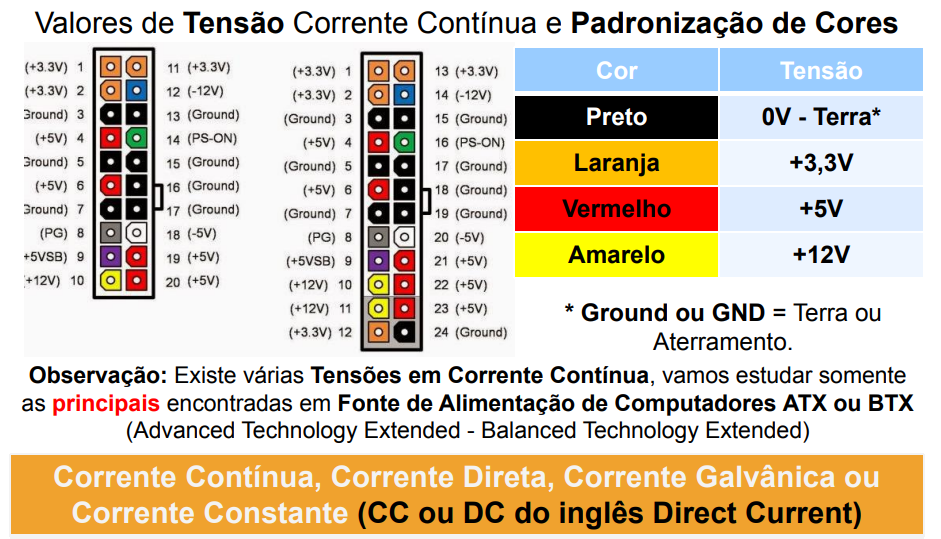 Valores de Tensão Corrente Contínua e Padronização de Cores
(+3.3V) 1 11 (+3.3V)
(+3.3V) 2 12 (-12V)
Ground) 3 13 (Ground)
(+5V) 4 14 (PS-ON)
Ground) 5 15 (Ground)
(+5V) 6 16 (Ground)
Ground) 7 17 (Ground)
(PG) 8 18 (-5V)
+5VSB) 9 19 (+5V)
+12V) 10 20 (+5V)
(+3.3V) 1 13 (+3.3V)
(+3.3V) 2 14 (-12V)
(Ground) 3 15 (Ground)
(+5V) 4 16 (PS-ON)
(Ground) 5 17 (Ground)
(+5V) 6 18 (Ground)
(Ground) 7 19 (Ground)
(PG) 8 20 (-5V)
(+5VSB) 9 21 (+5V)
(+12V) 10 22 (+5V)
(+12V) 11 23 (+5V)
(+3.3V) 12 24 (Ground)
Cor Tensão
Preto 0V - Terra*
Laranja +3,3V
Vermelho +5V
Amarelo +12V
* Ground ou GND = Terra ou
Aterramento.
Observação: Existe várias Tensões em Corrente Contínua, vamos estudar somente
as principais encontradas em Fonte de Alimentação de Computadores ATX ou BTX
(Advanced Technology Extended - Balanced Technology Extended)
Corrente Contínua, Corrente Direta, Corrente Galvânica ou
Corrente Constante (CC ou DC do inglês Direct Current)